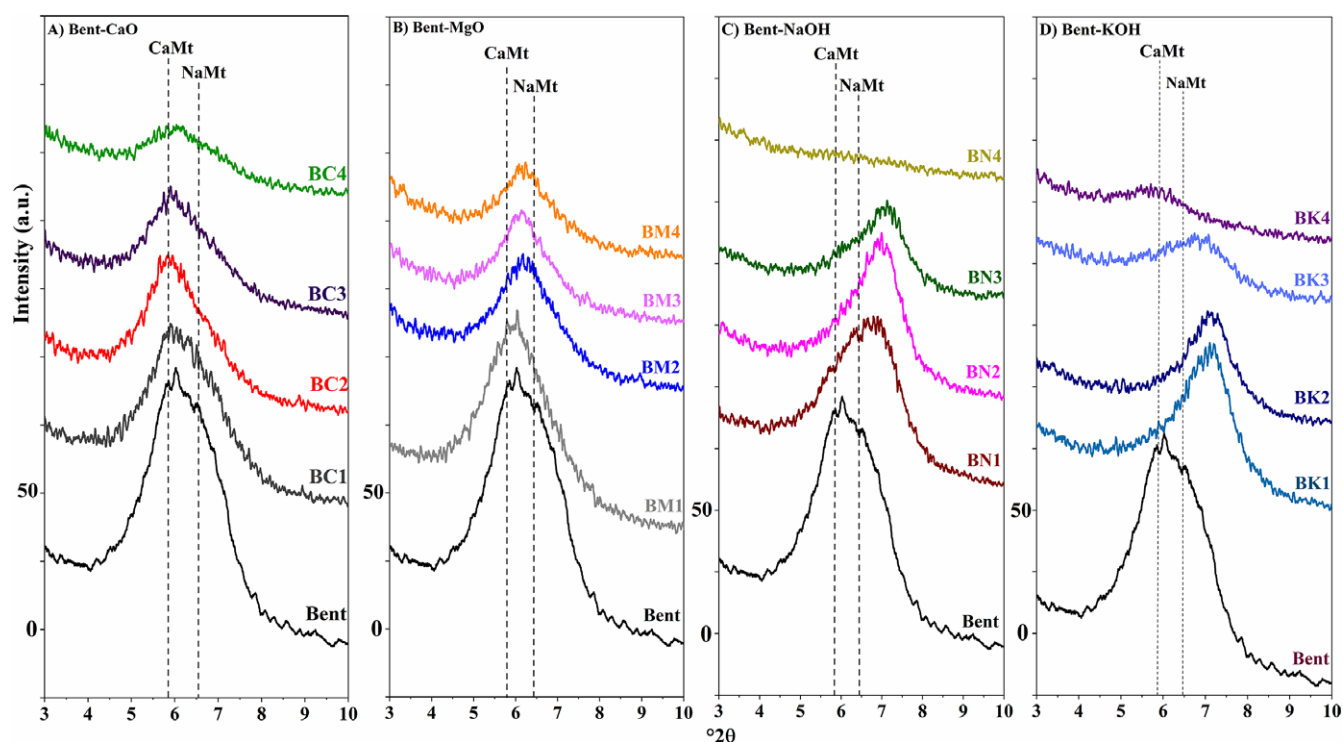 A) Bent-CaO
CaMt
NaMt
BC4
BC3
BC2
BC1
Bent
50
0
3 4 5 6 7 8 9 10
Intensity (a.u.)
B) Bent-MgO
CaMt
NaMt
BM4
BM3
BM2
BM1
Bent
50
0
3 4 5 6 7 8 9 10
C) Bent-NaOH
CaMt
NaMt
BN4
BN3
BN2
BN1
Bent
50
0
3 4 5 6 7 8 9 10
D) Bent-KOH
CaMt
NaMt
BK4
BK3
BK2
BK1
Bent
50
0
3 4 5 6 7 8 9 10
°2θ